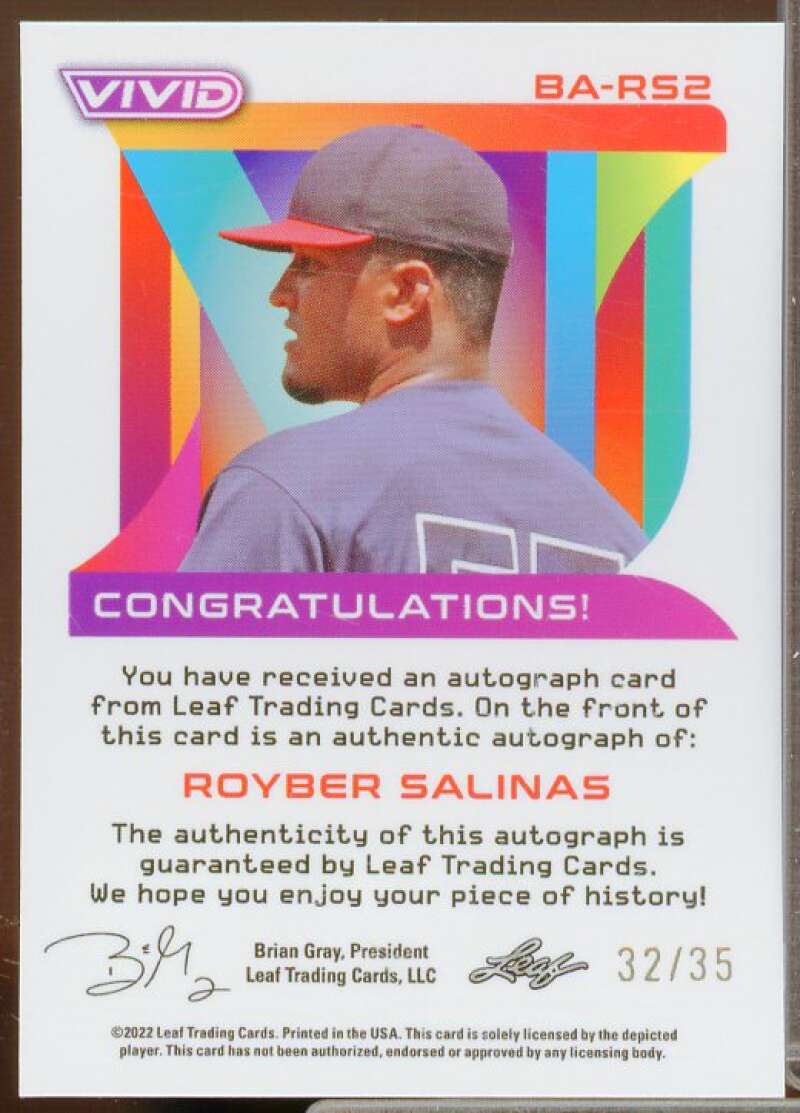 VIVID
BA-RS2
CONGRATULATIONS!
You have received an autograph card
from Leaf Trading Cards. On the front of
this card is an authentic autograph of:
ROYBER SALINAS
The authenticity of this autograph is
guaranteed by Leaf Trading Cards.
We hope you enjoy your piece of history!
Brian Gray, President
Leaf Trading Cards, LLC
Leaf
32/35
©2022 Leaf Trading Cards. Printed in the USA. This card is solely licensed by the depicted
player. This card has not been authorized, endorsed or approved by any licensing body.